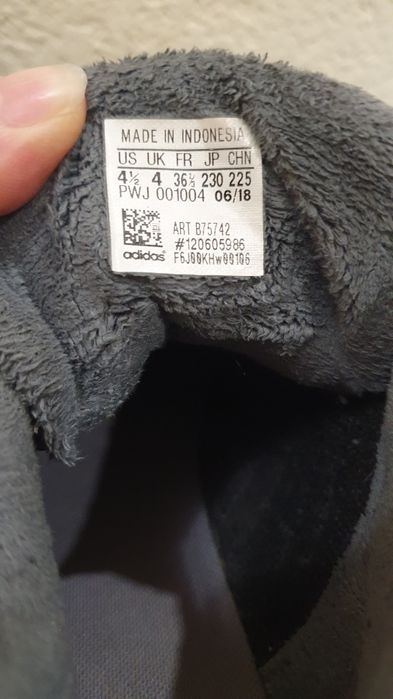 MADE IN INDONESIA
US UK FR JP CHN
4½ 4 36⅔ 230 225
PWJ 001004 06/18
ART B75742
#120605986
adidas F6J00KHw00106